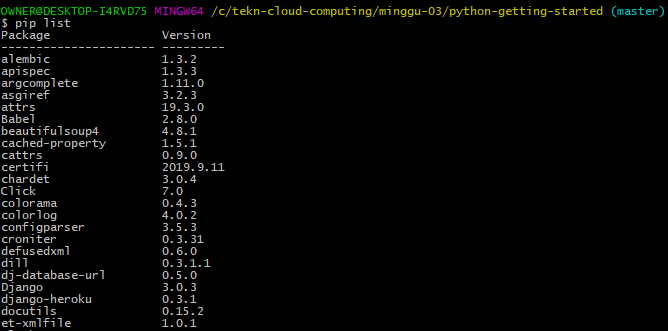 OWNER@DESKTOP-I4RVD75 MINGW64 /c/tekn-cloud-computing/minggu-03/python-getting-started (master)
$ pip list
Package Version
--------------------- ---------
alembic 1.3.2
apispec 1.3.3
argcomplete 1.11.0
asgiref 3.2.3
attrs 19.3.0
Babel 2.8.0
beautifulsoup4 4.8.1
cached-property 1.5.1
cattrs 0.9.0
certifi 2019.9.11
chardet 3.0.4
Click 7.0
colorama 0.4.3
colorlog 4.0.2
configparser 3.5.3
croniter 0.3.31
defusedxml 0.6.0
dill 0.3.1.1
dj-database-url 0.5.0
Django 3.0.3
django-heroku 0.3.1
docutils 0.15.2
et-xmlfile 1.0.1